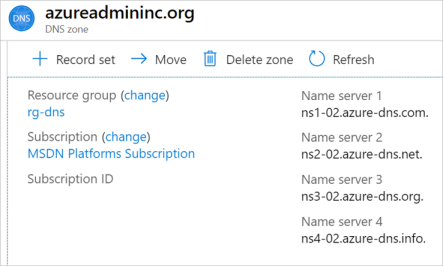 DNS
azureadmininc.org
DNS zone
Record set
Move
Delete zone
Refresh
Resource group (change)
rg-dns
Subscription (change)
MSDN Platforms Subscription
Subscription ID
Name server 1
ns1-02.azure-dns.com.
Name server 2
ns2-02.azure-dns.net.
Name server 3
ns3-02.azure-dns.org.
Name server 4
ns4-02.azure-dns.info.